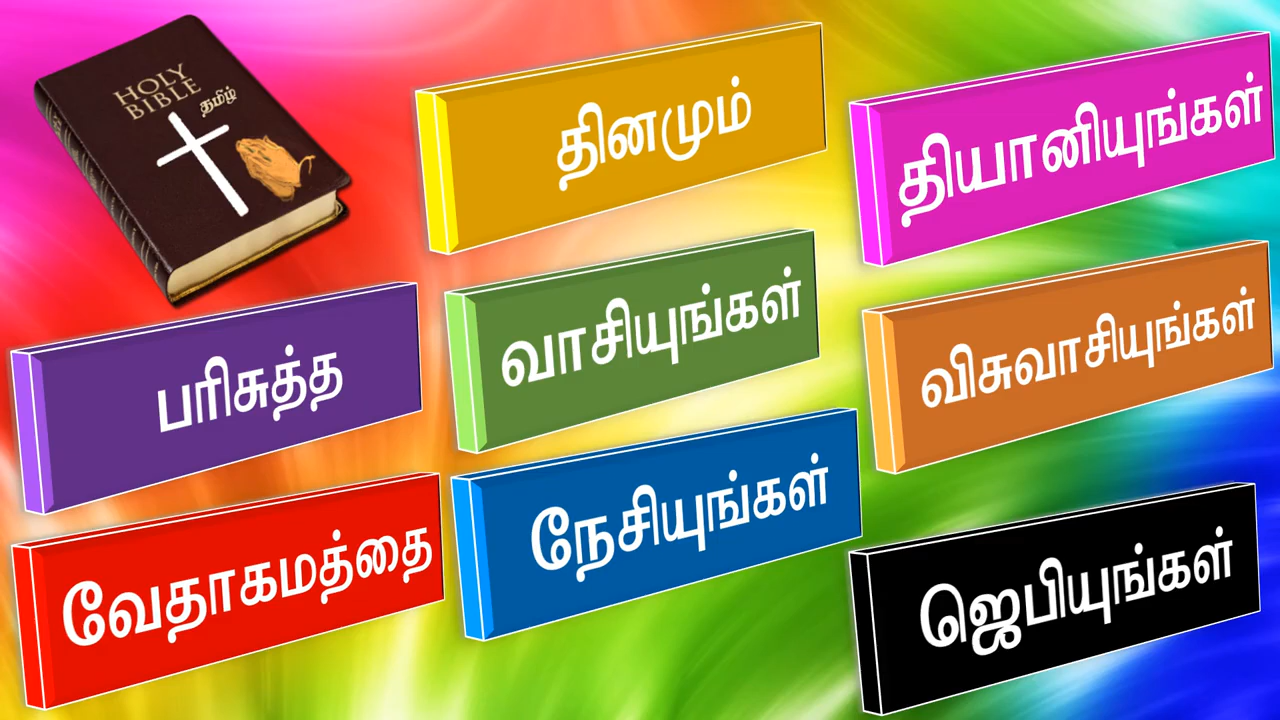 HOLY
BIBLE
தமிழ்
பரிசுத்த
வேதாகமத்தை
தினமும்
வாசியுங்கள்
நேசியுங்கள்
தியானியுங்கள்
விசுவாசியுங்கள்
ஜெபியுங்கள்